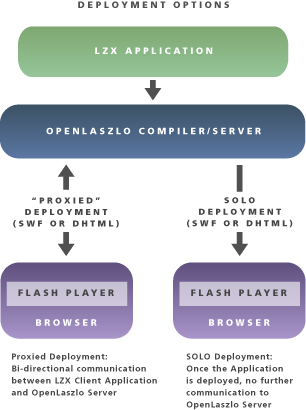 DEPLOYMENT OPTIONS
LZX APPLICATION
OPENLASZLO COMPILER/SERVER
“PROXIED”
DEPLOYMENT
(SWF OR DHTML)
SOLO
DEPLOYMENT
(SWF OR DHTML)
FLASH PLAYER
BROWSER
FLASH PLAYER
BROWSER
Proxied Deployment:
Bi-directional communication
between LZX Client Application
and OpenLaszlo Server
SOLO Deployment:
Once the Application
is deployed, no further
communication to
OpenLaszlo Server